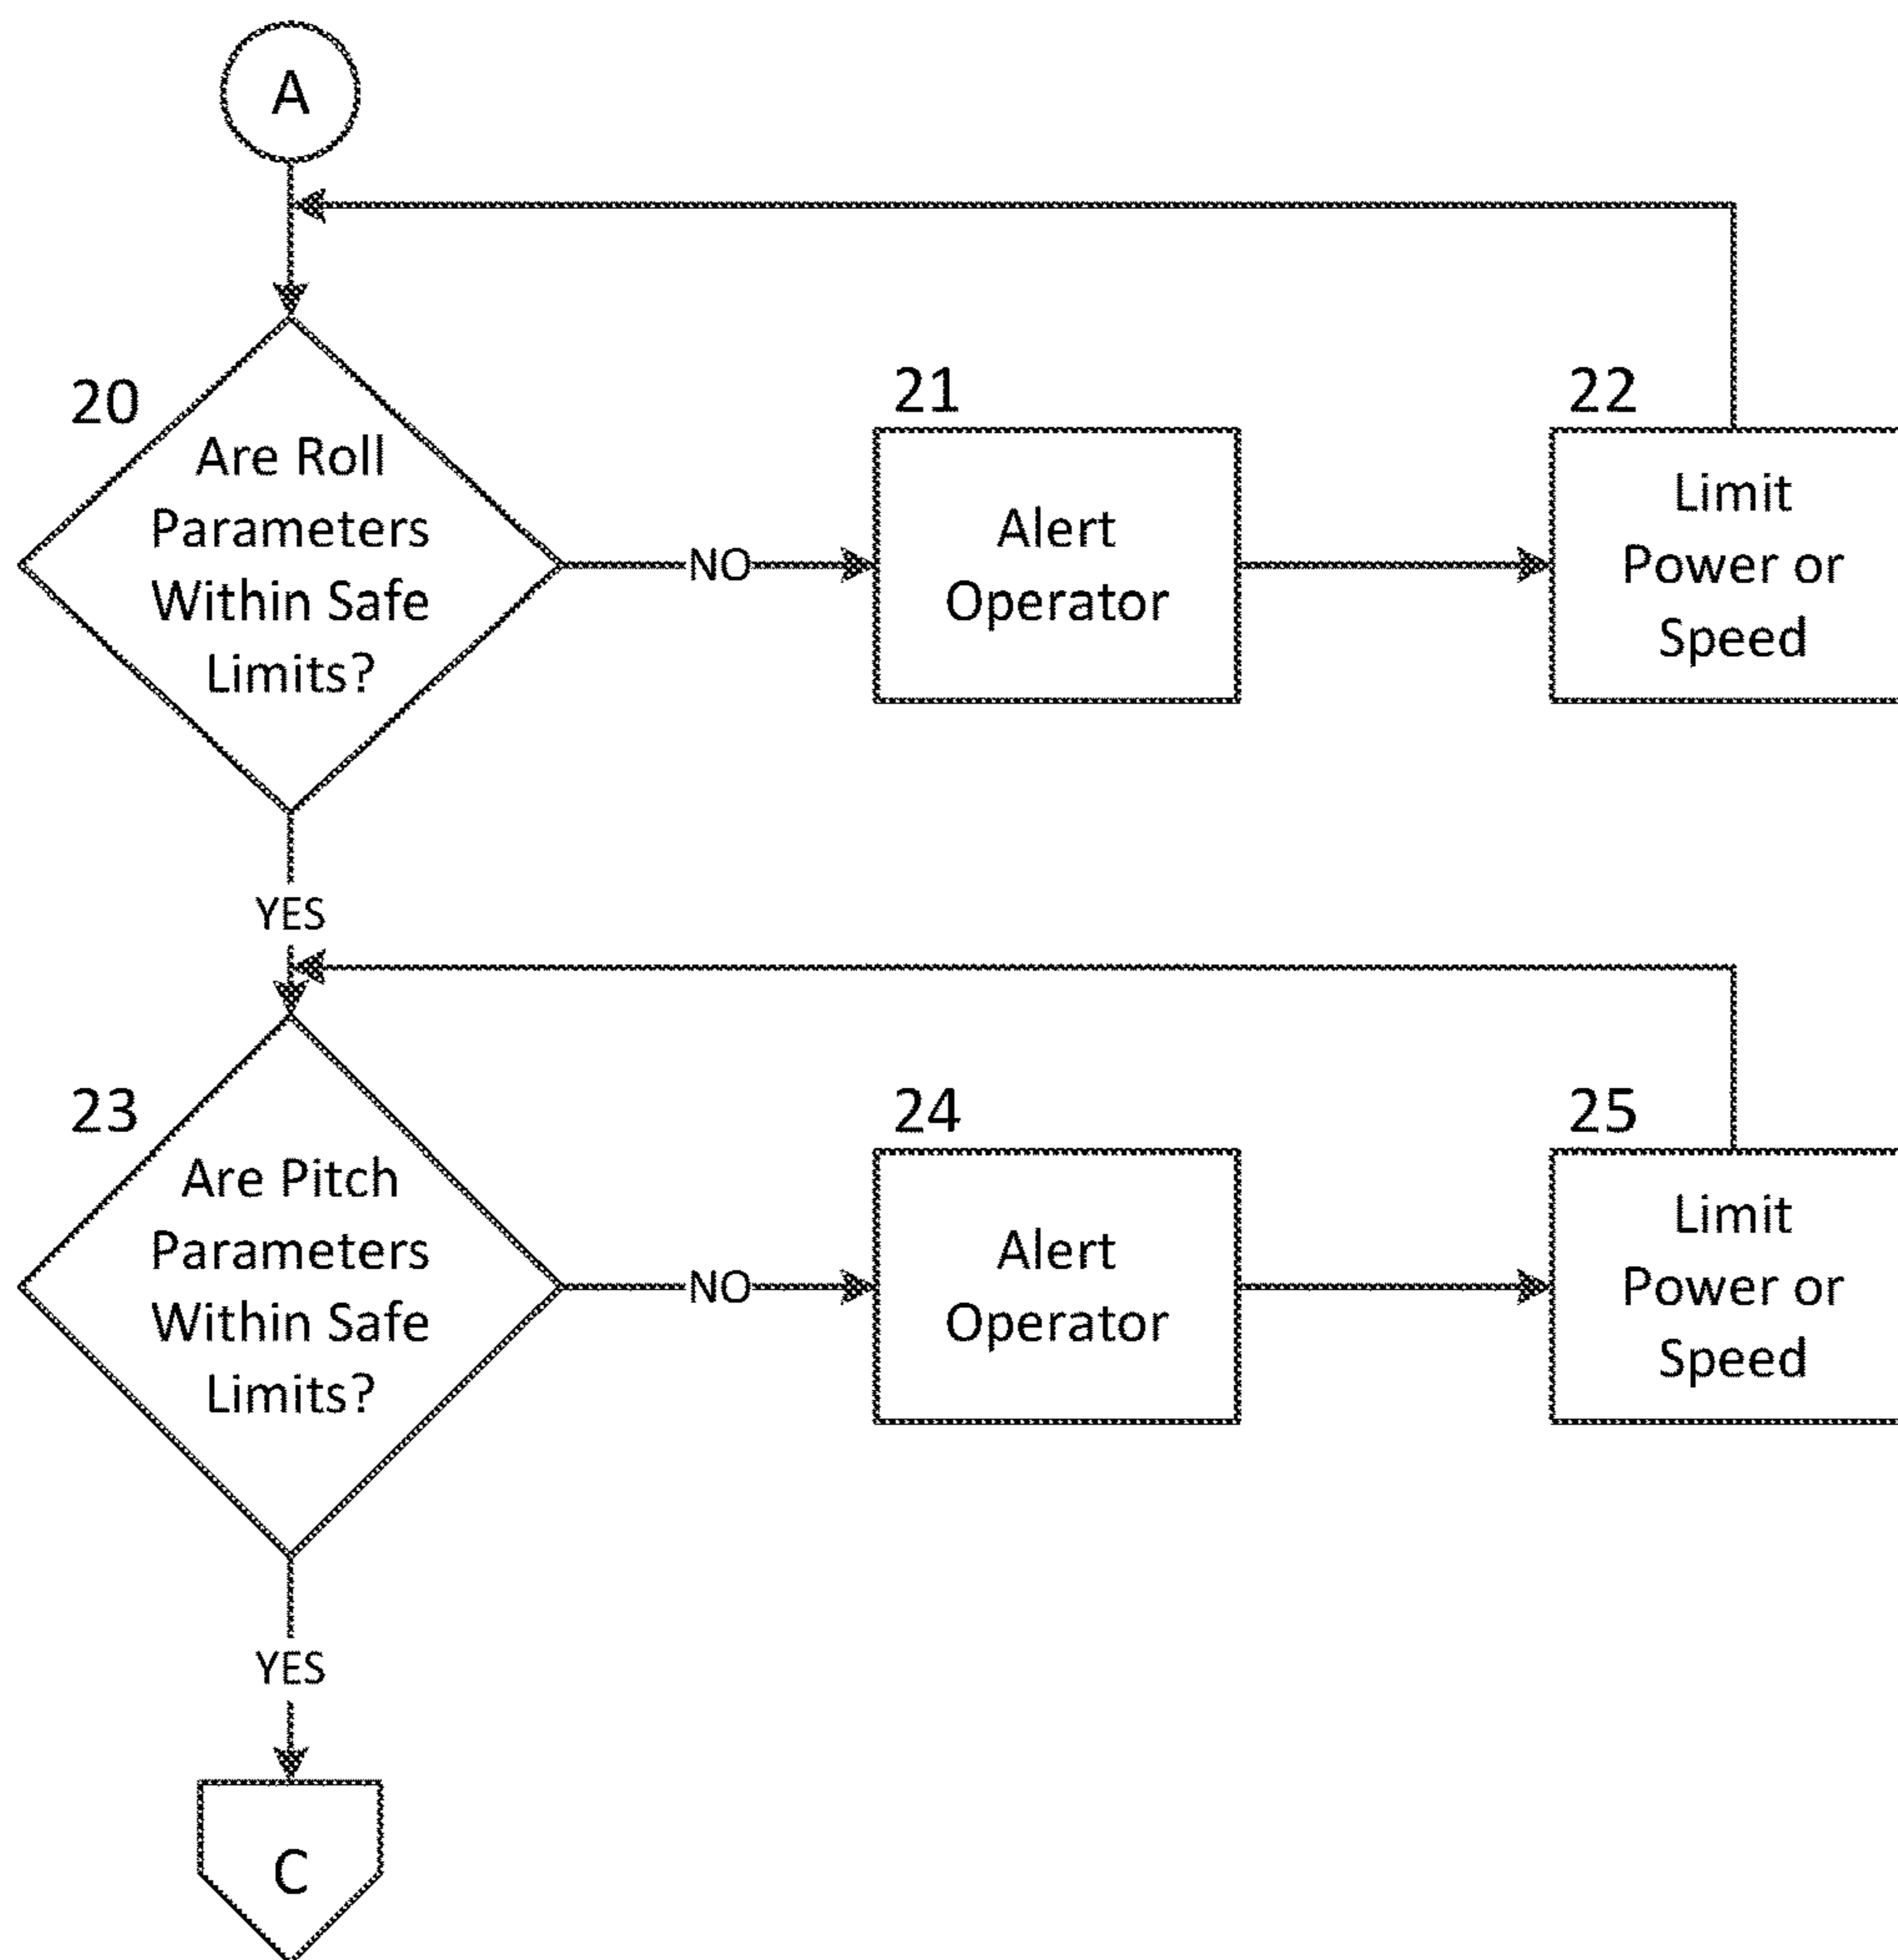 A
20
Are Roll
Parameters
Within Safe
Limits?
NO
21
Alert
Operator
22
Limit
Power or
Speed
YES
23
Are Pitch
Parameters
Within Safe
Limits?
NO
24
Alert
Operator
25
Limit
Power or
Speed
YES
C